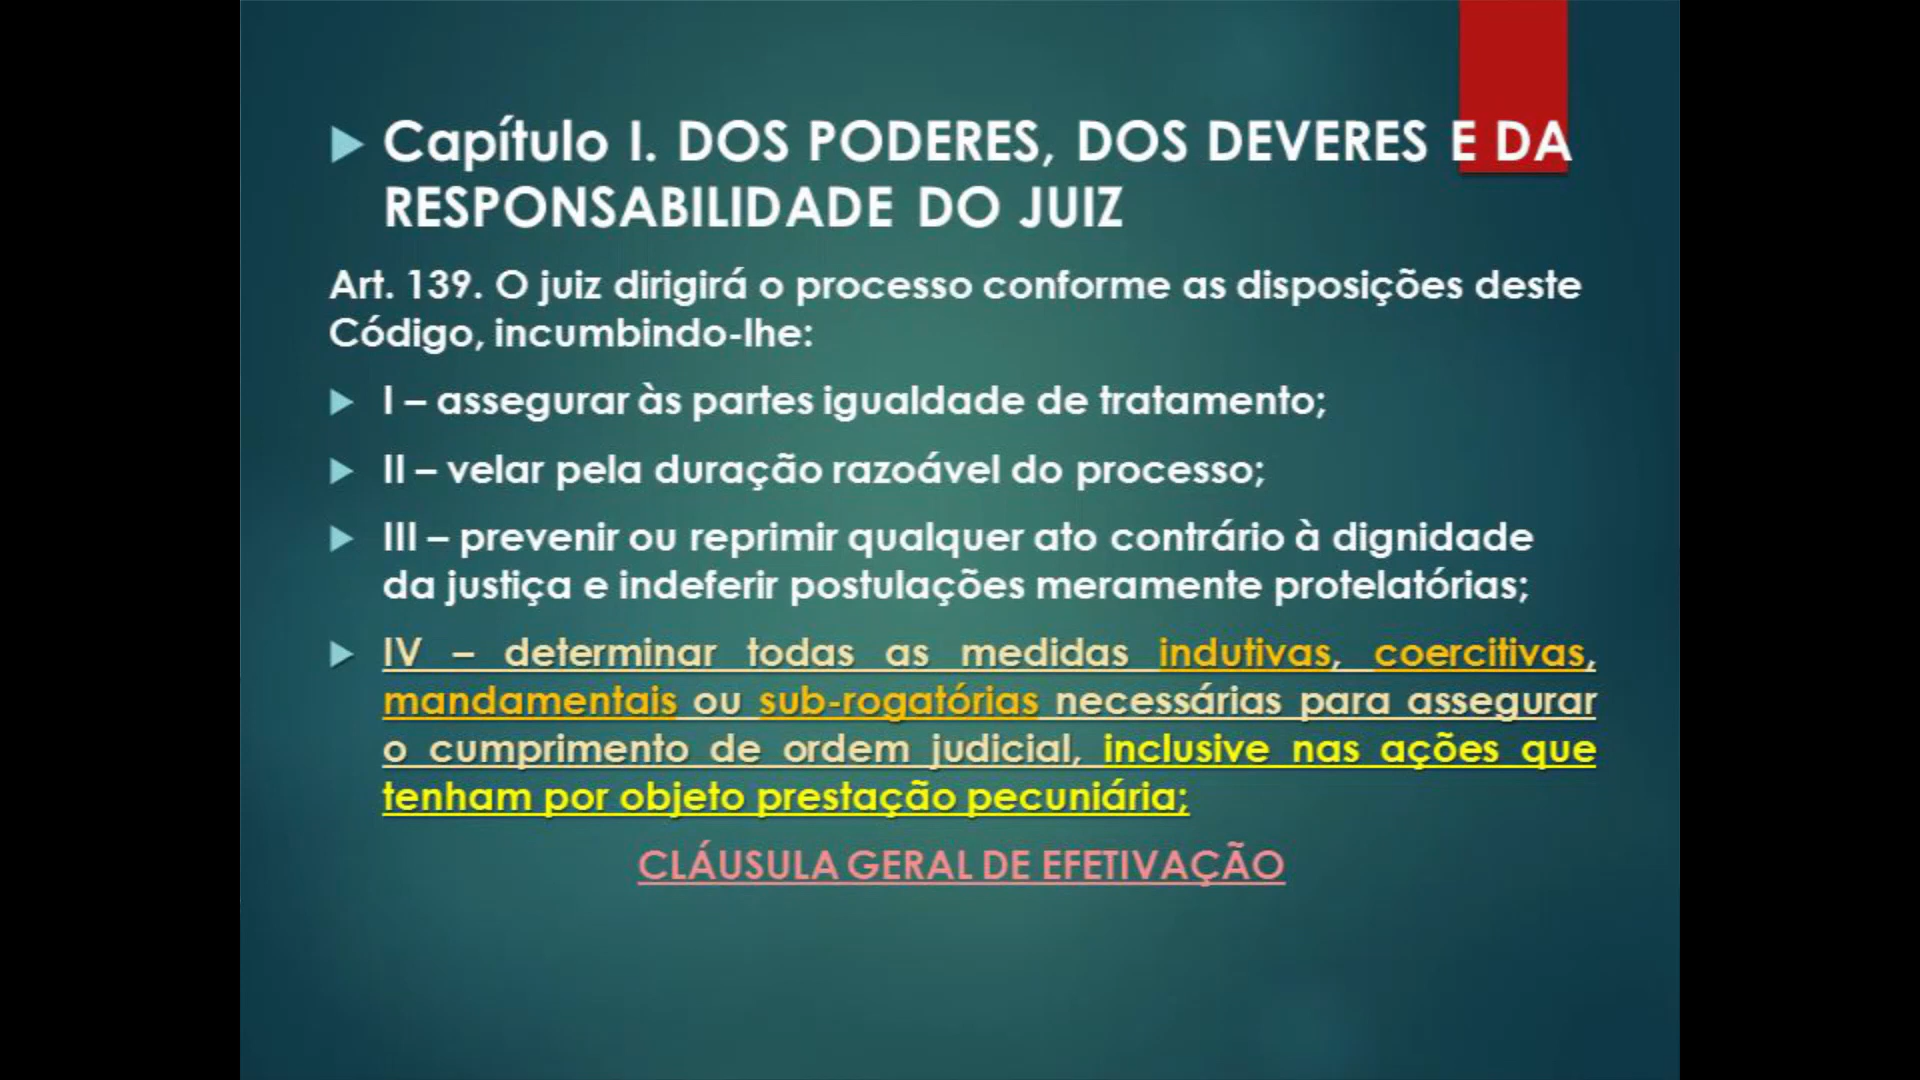 Capítulo I. DOS PODERES, DOS DEVERES E DA
RESPONSABILIDADE DO JUIZ
Art. 139. O juiz dirigirá o processo conforme as disposições deste
Código, incumbindo-lhe:
I – assegurar às partes igualdade de tratamento;
II – velar pela duração razoável do processo;
III – prevenir ou reprimir qualquer ato contrário à dignidade
da justiça e indeferir postulações meramente protelatórias;
IV – determinar todas as medidas indutivas, coercitivas,
mandamentais ou sub-rogatórias necessárias para assegurar
o cumprimento de ordem judicial, inclusive nas ações que
tenham por objeto prestação pecuniária;
CLÁUSULA GERAL DE EFETIVAÇÃO